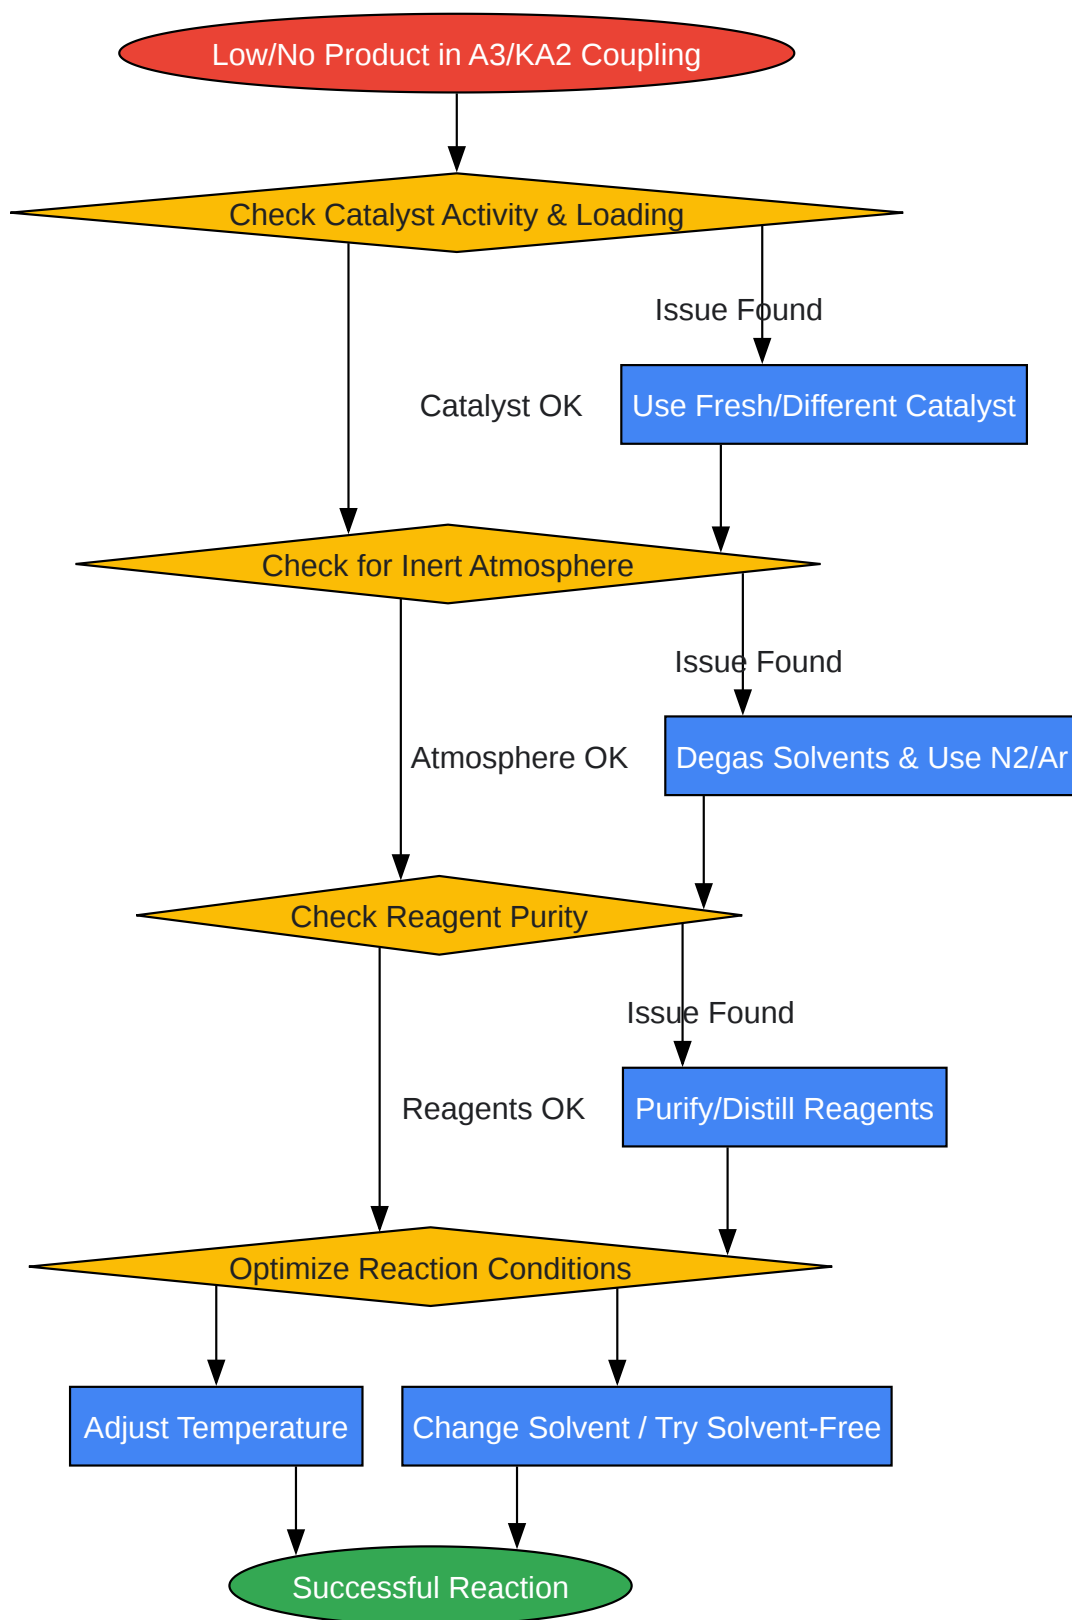 Low/No Product in A3/KA2 Coupling
Check Catalyst Activity & Loading
Issue Found
Catalyst OK
Use Fresh/Different Catalyst
Check for Inert Atmosphere
Issue Found
Atmosphere OK
Degas Solvents & Use N2/Ar
Check Reagent Purity
Issue Found
Reagents OK
Purify/Distill Reagents
Optimize Reaction Conditions
Adjust Temperature
Change Solvent / Try Solvent-Free
Successful Reaction